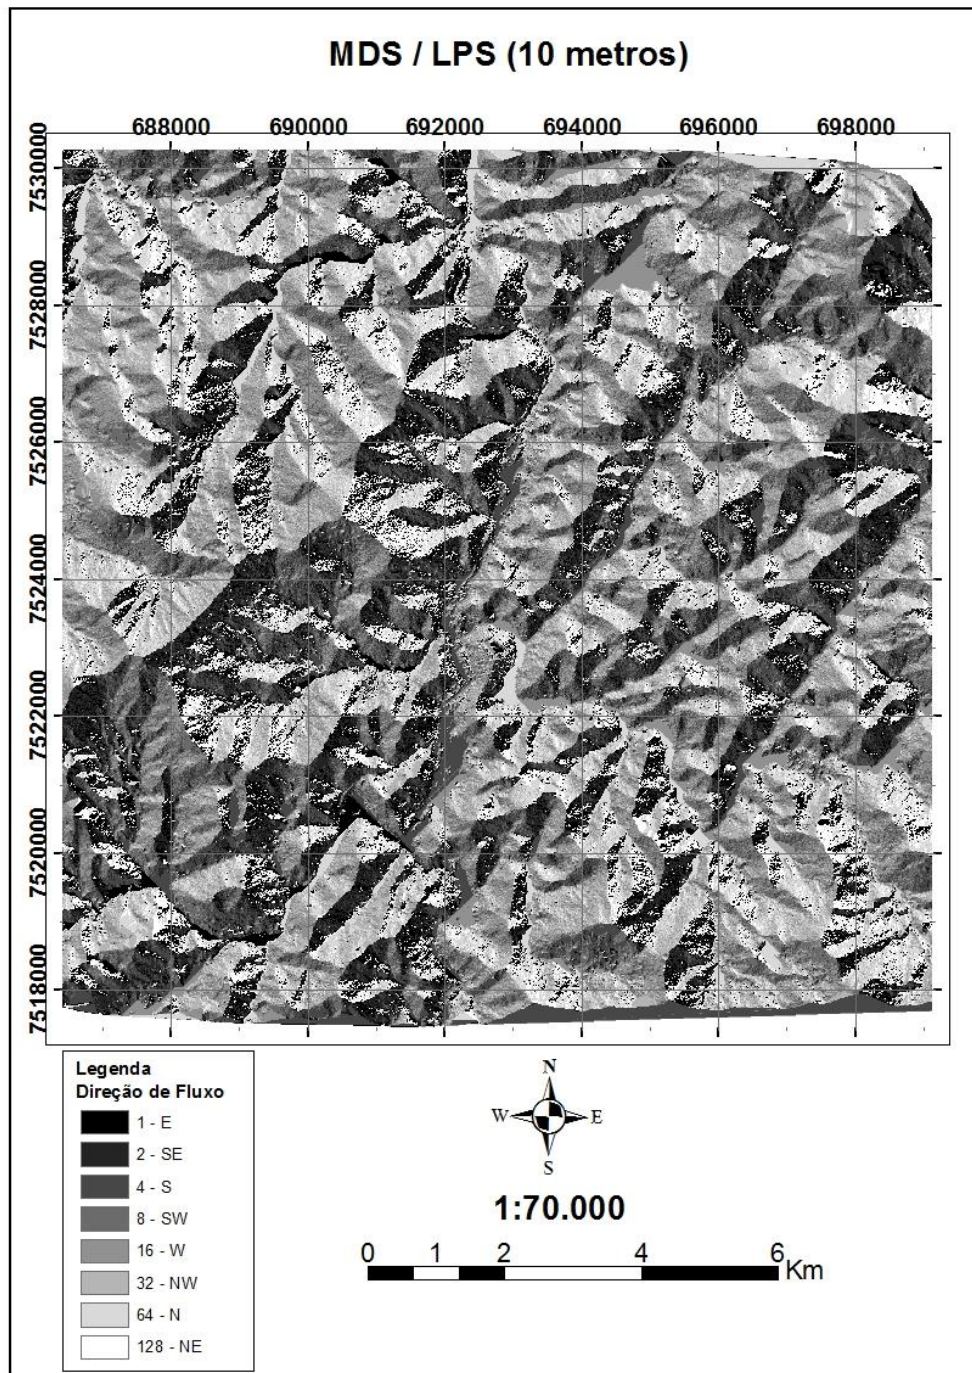 MDS / LPS (10 metros)
688000 690000 692000 694000 696000 698000
7530000
7528000
7526000
7524000
7522000
7520000
7518000
Legenda
Direção de Fluxo
1 - E
2 - SE
4 - S
8 - SW
16 - W
32 - NW
64 - N
128 - NE
N
W E
S
1:70.000
0 1 2 4 6
Km